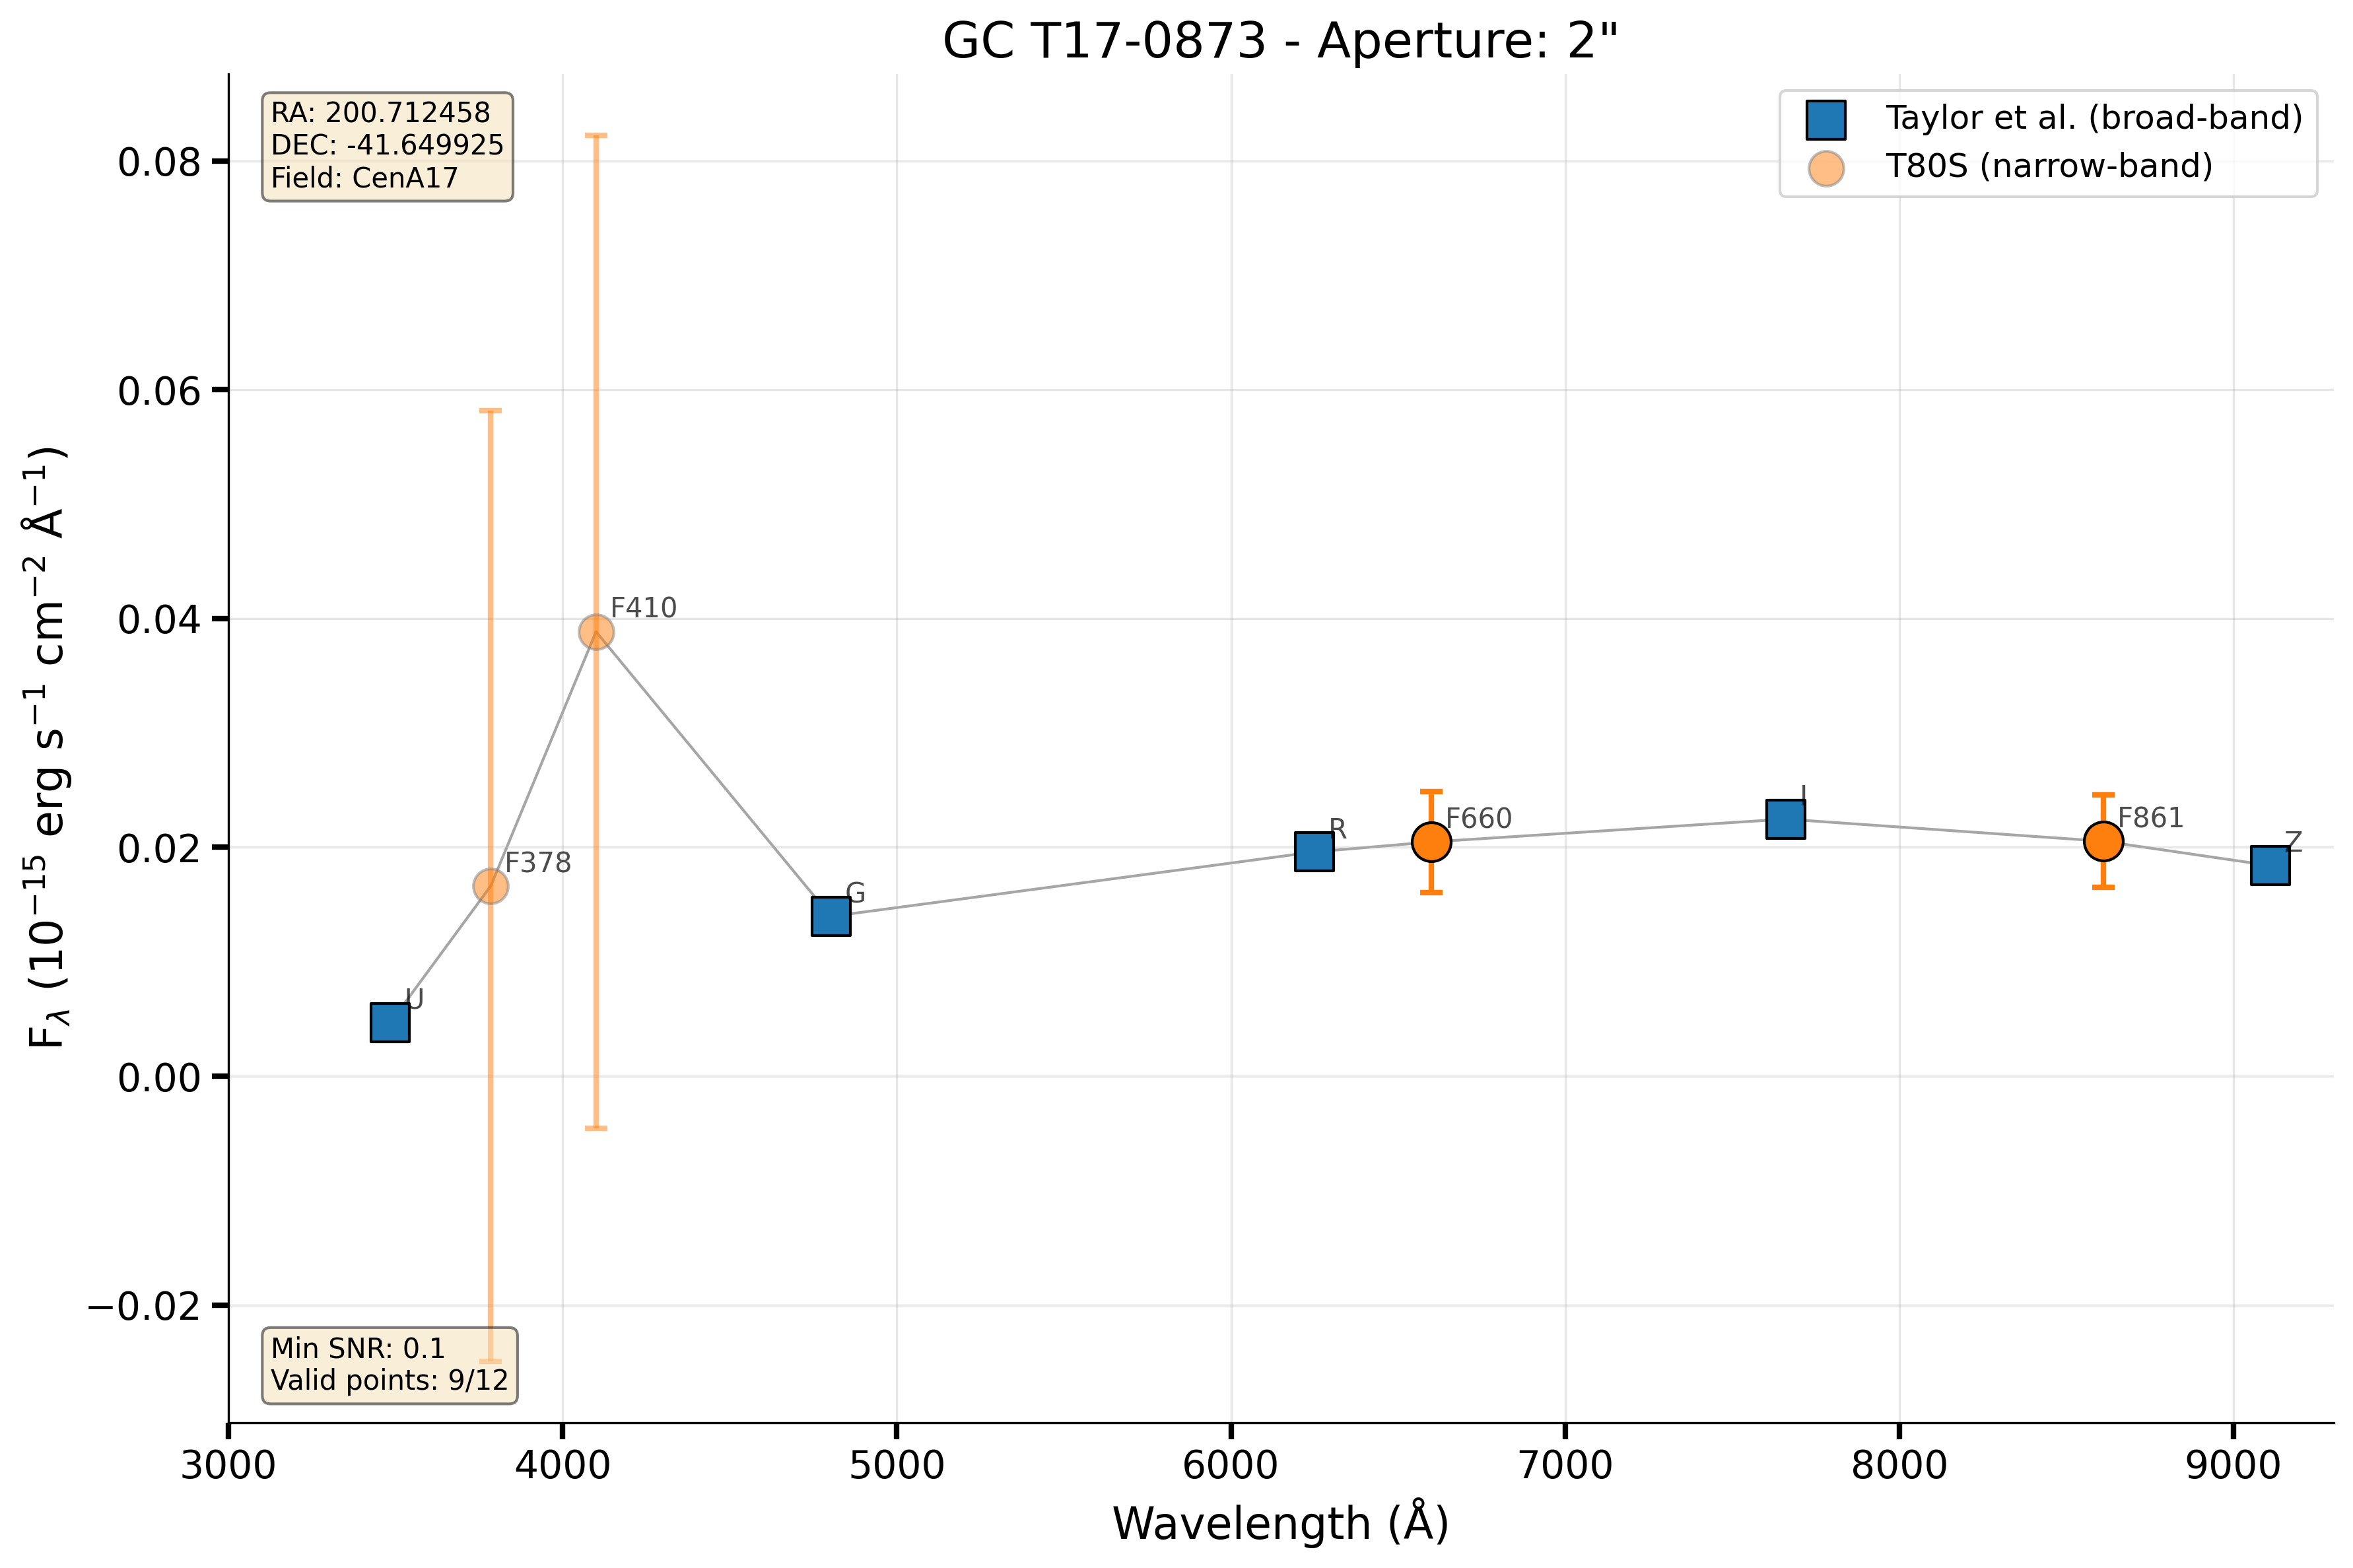 GC T17-0873 - Aperture: 2"
RA: 200.712458
DEC: -41.649925
Field: CenA17
Taylor et al. (broad-band)
T80S (narrow-band)
0.08
0.06
0.04
0.02
0.00
−0.02
F410
F378
U
G
R
F660
I
F861
Z
Min SNR: 0.1
Valid points: 9/12
3000 4000 5000 6000 7000 8000 9000
Wavelength (Å)
Fλ (10⁻¹⁵ erg s⁻¹ cm⁻² Å⁻¹)